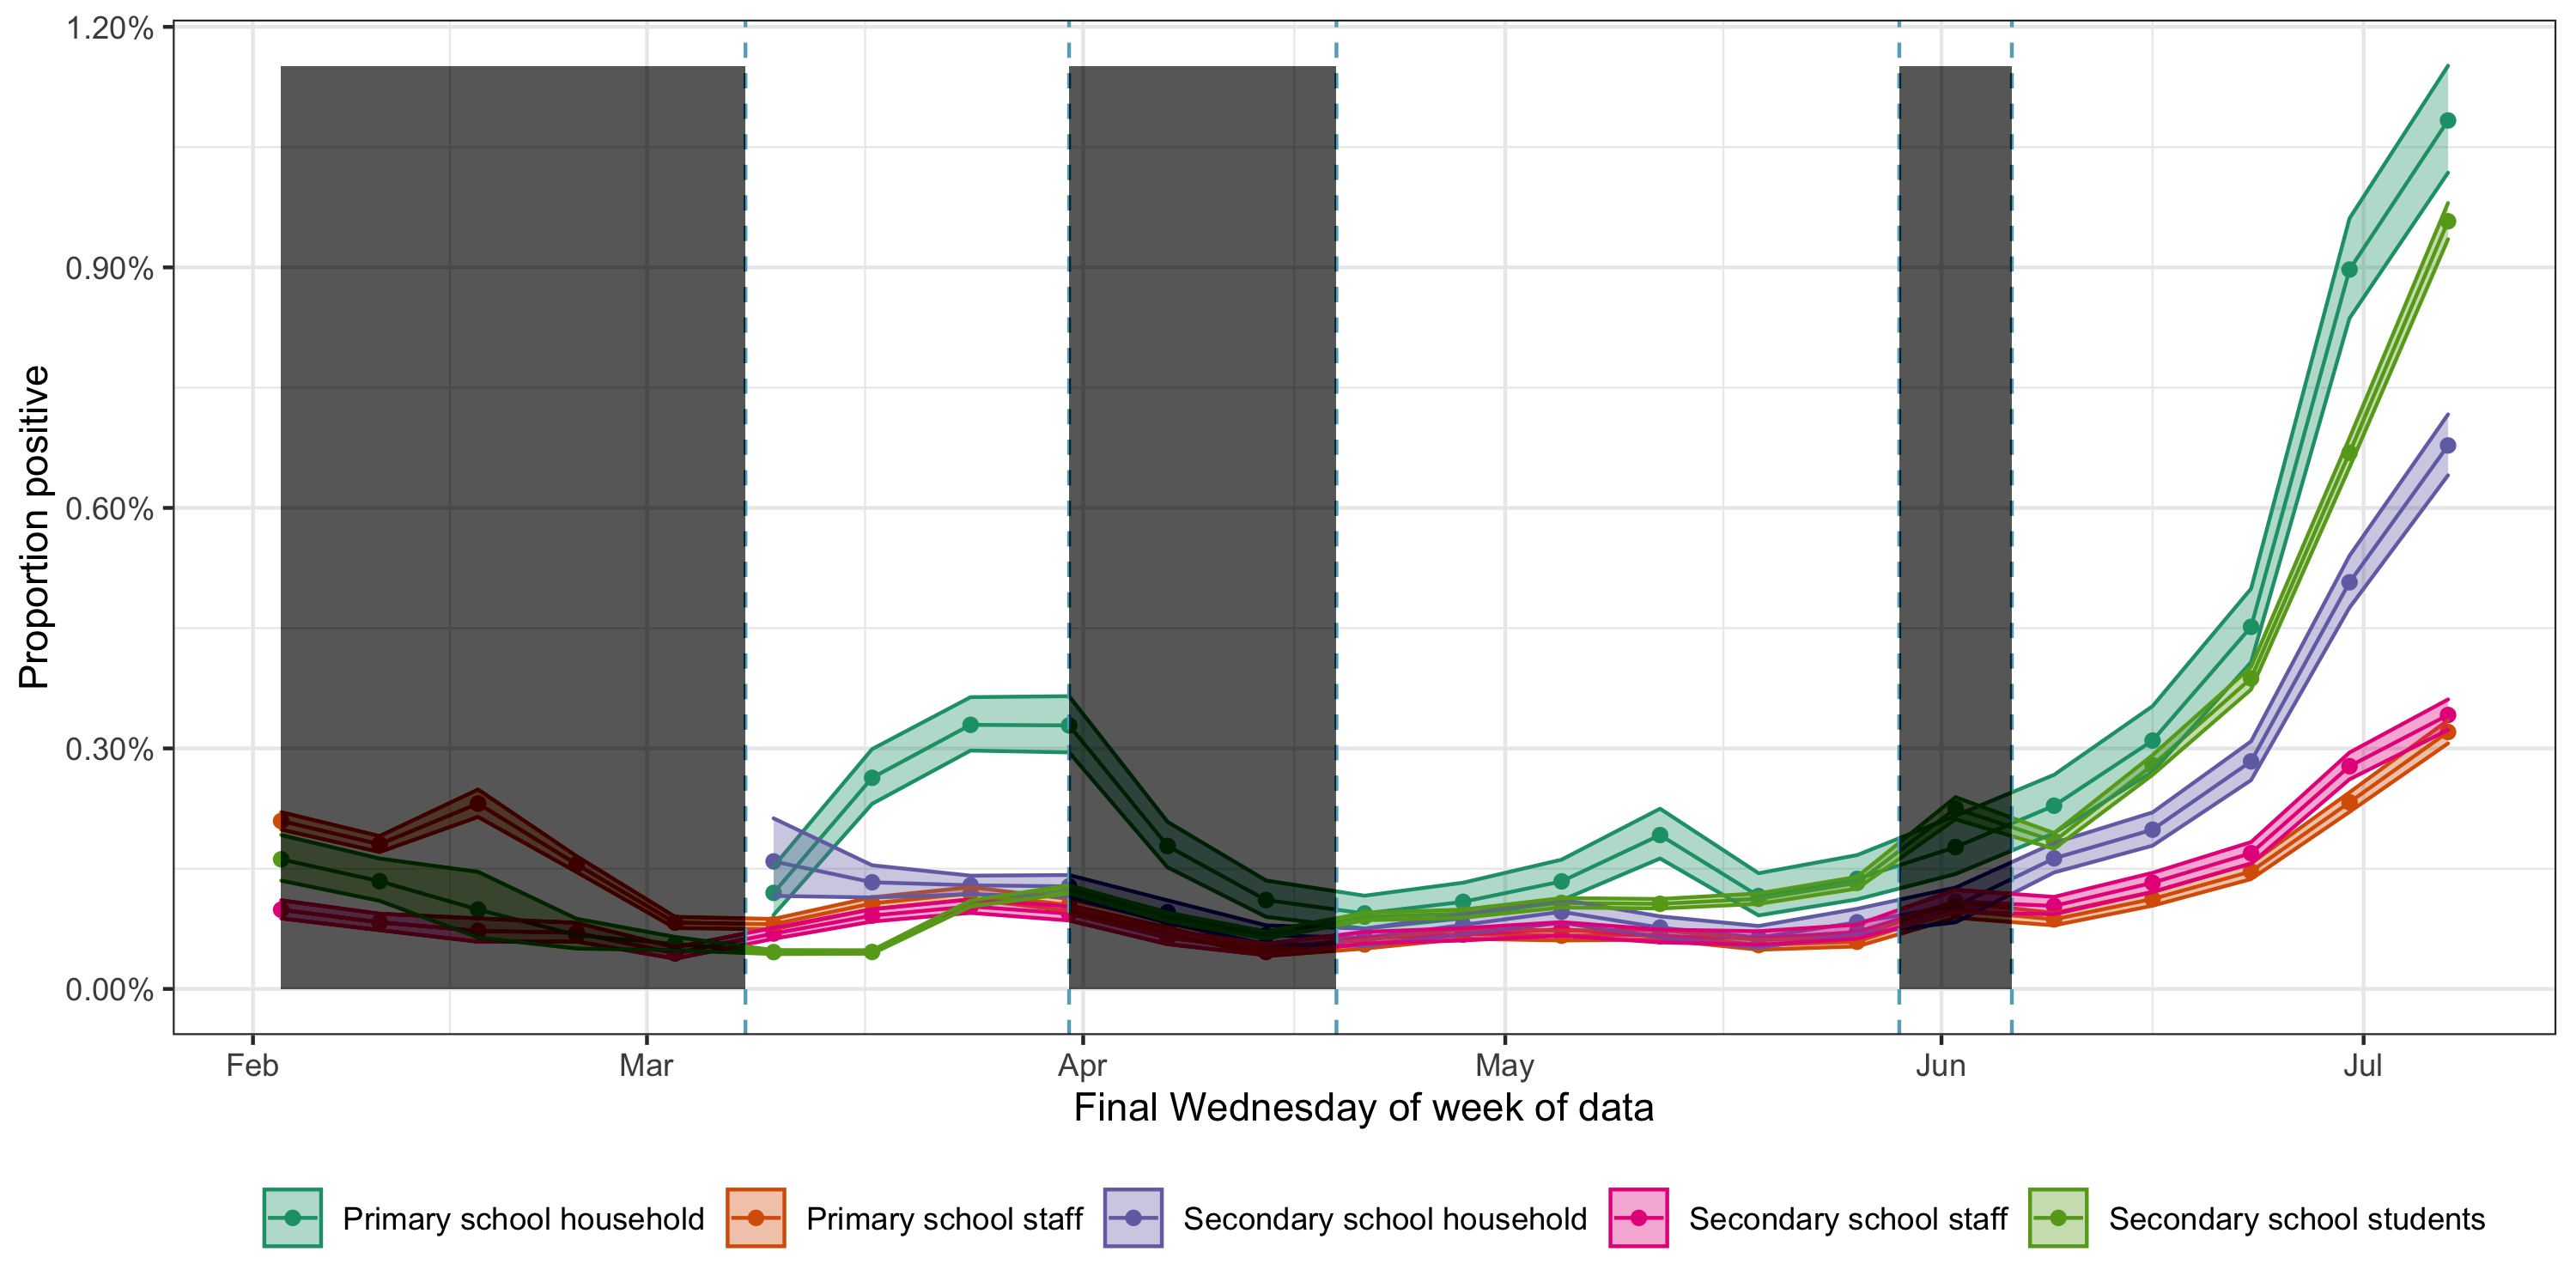 1.20%
0.90%
0.60%
0.30%
0.00%
Proportion positive
Feb Mar Apr May Jun Jul
Final Wednesday of week of data
Primary school household Primary school staff Secondary school household Secondary school staff Secondary school students